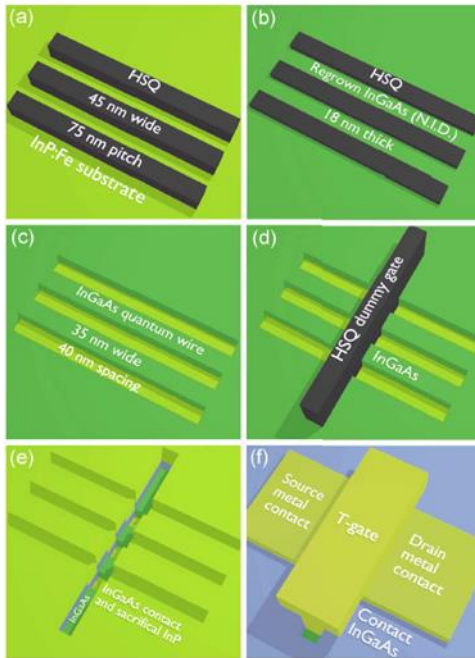 (a)
HSQ
45 nm wide
75 nm pitch
InP:Fe substrate
(b)
HSQ
Regrown InGaAs (N.I.D.)
18 nm thick
(c)
InGaAs quantum wire
35 nm wide
40 nm spacing
(d)
HSQ dummy gate
InGaAs
(e)
InGaAs
InGaAs contact
and sacrifical InP
(f)
Source
metal
contact
T-gate
Drain
metal
contact
Contact
InGaAs